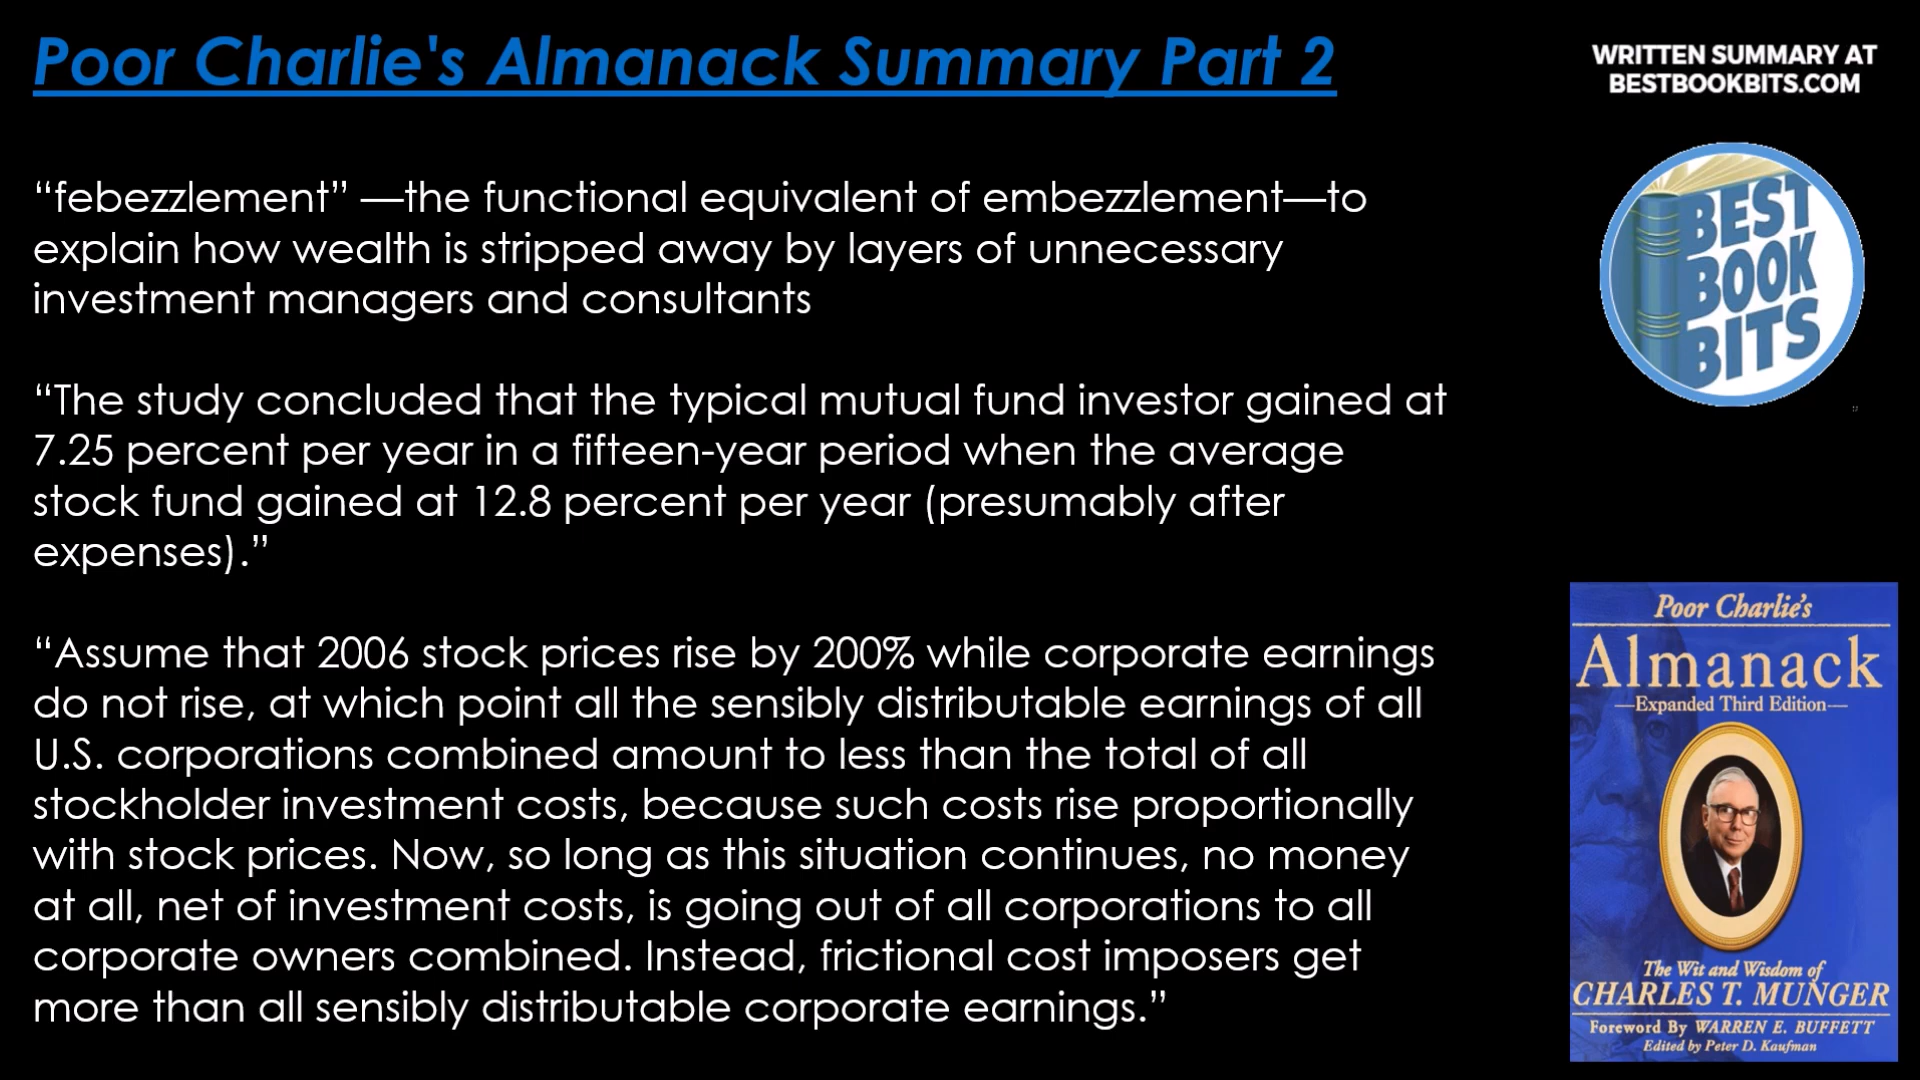 Poor Charlie's Almanack Summary Part 2
WRITTEN SUMMARY AT
BESTBOOKBITS.COM
“febezzlement” —the functional equivalent of embezzlement—to
explain how wealth is stripped away by layers of unnecessary
investment managers and consultants
“The study concluded that the typical mutual fund investor gained at
7.25 percent per year in a fifteen-year period when the average
stock fund gained at 12.8 percent per year (presumably after
expenses).”
“Assume that 2006 stock prices rise by 200% while corporate earnings
do not rise, at which point all the sensibly distributable earnings of all
U.S. corporations combined amount to less than the total of all
stockholder investment costs, because such costs rise proportionally
with stock prices. Now, so long as this situation continues, no money
at all, net of investment costs, is going out of all corporations to all
corporate owners combined. Instead, frictional cost imposers get
more than all sensibly distributable corporate earnings.”
BEST
BOOK
BITS
Poor Charlie's
Almanack
—Expanded Third Edition—
The Wit and Wisdom of
CHARLES T. MUNGER
Foreword By WARREN E. BUFFETT
Edited by Peter D. Kaufman